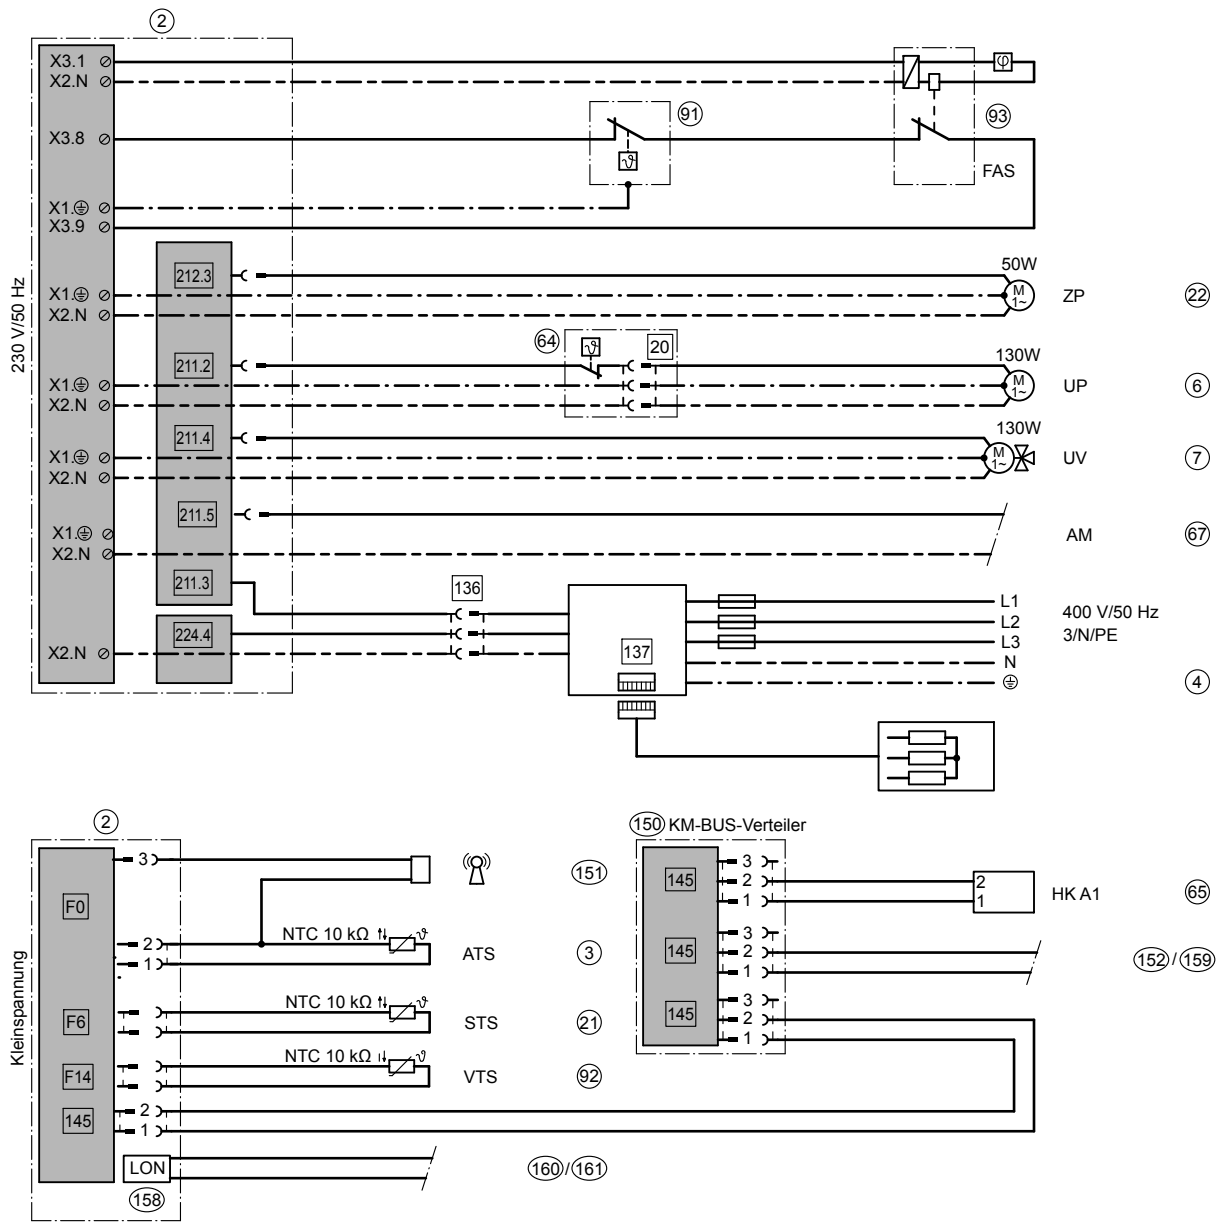 2
X3.1
φ
X2.N
91
93
X3.8
ϑ
FAS
X1.
X3.9
230 V/50 Hz
50W
212.3
X1.
M
1~
ZP
22
X2.N
64
ϑ
20
130W
211.2
X1.
M
1~
UP
6
X2.N
130W
211.4
X1.
M
1~
UV
7
X2.N
211.5
X1.
AM
67
X2.N
211.3
136
L1
400 V/50 Hz
224.4
L2
3/N/PE
137
L3
X2.N
N
4
2
150 KM-BUS-Verteiler
Kleinspannung
3
151
145
3
2
1
2
1
HK A1
65
F0
2
NTC 10 kΩ
ϑ
ATS
3
1
145
3
2
1
152/159
F6
NTC 10 kΩ
ϑ
STS
21
145
3
2
1
F14
NTC 10 kΩ
ϑ
VTS
92
145
2
1
LON
160/161
158